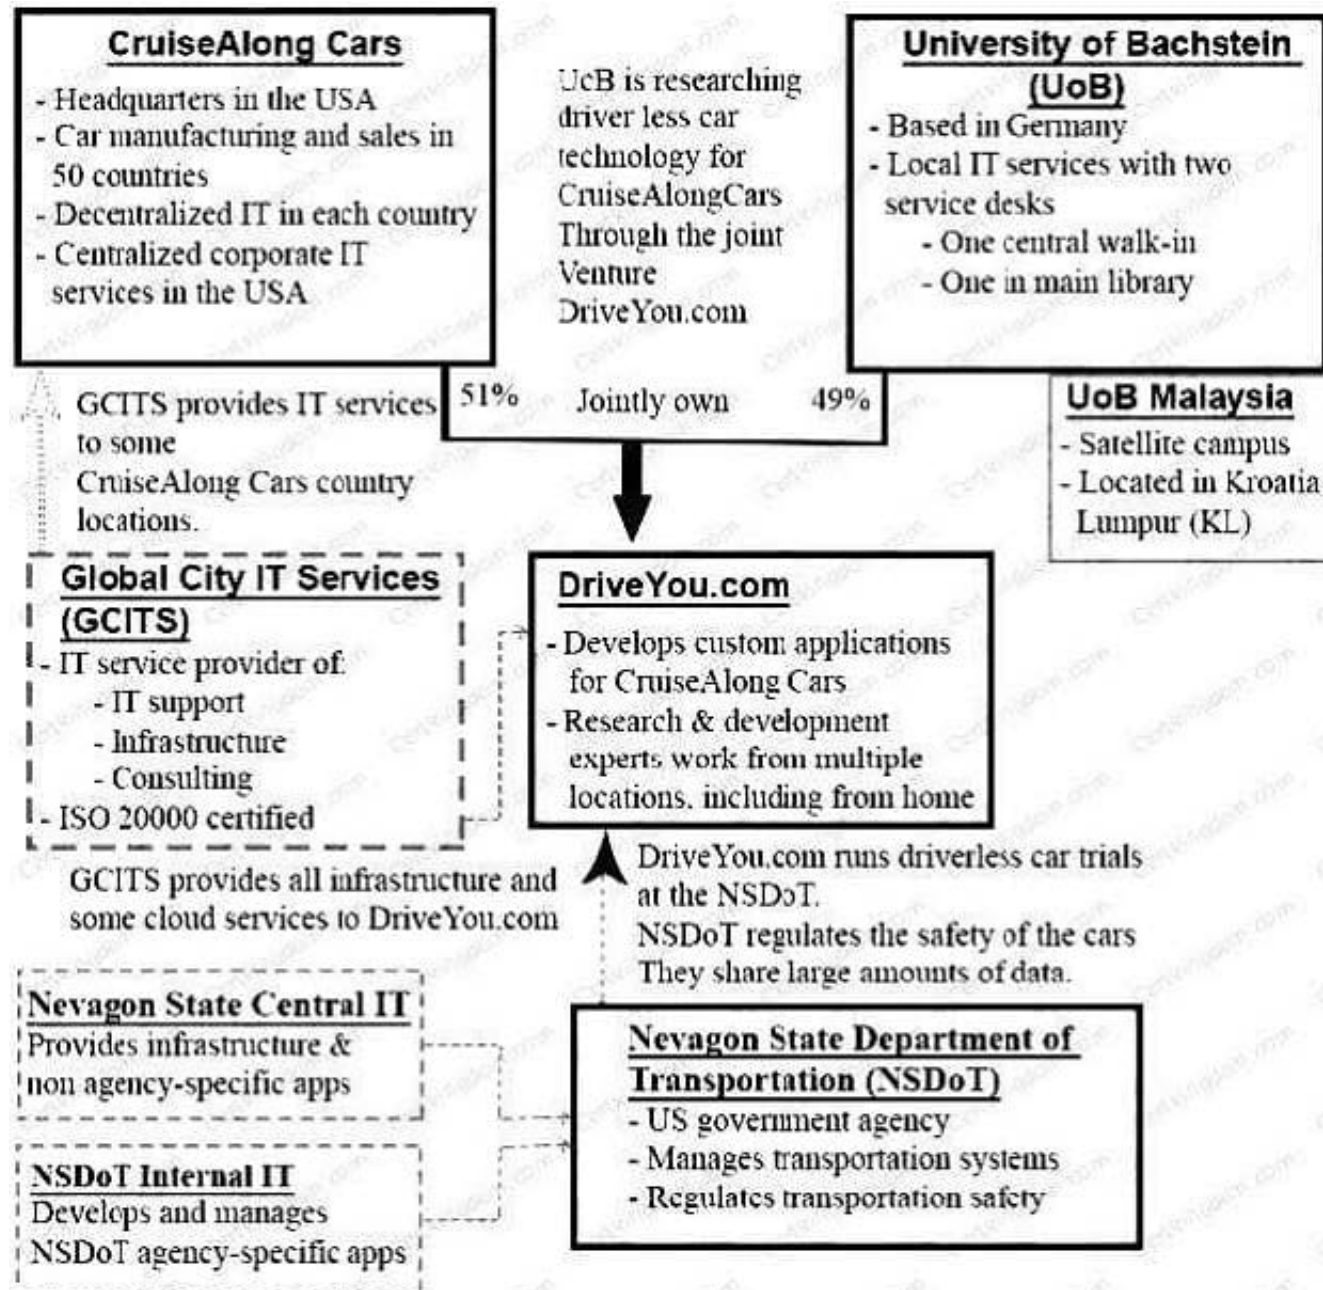 CruiseAlong Cars
- Headquarters in the USA
- Car manufacturing and sales in
50 countries
- Decentralized IT in each country
- Centralized corporate IT
services in the USA
UcB is researching
driver less car
technology for
CruiseAlongCars
Through the joint
Venture
DriveYou.com
University of Bachstein
(UoB)
- Based in Germany
- Local IT services with two
service desks
- One central walk-in
- One in main library
51% Jointly own 49%
UoB Malaysia
- Satellite campus
- Located in Kroatia
Lumpur (KL)
GCITS provides IT services
to some
CruiseAlong Cars country
locations.
Global City IT Services
(GCITS)
- IT service provider of:
- IT support
- Infrastructure
- Consulting
- ISO 20000 certified
DriveYou.com
- Develops custom applications
for CruiseAlong Cars
- Research & development
experts work from multiple
locations, including from home
GCITS provides all infrastructure and
some cloud services to DriveYou.com
DriveYou.com runs driverless car trials
at the NSDoT.
NSDoT regulates the safety of the cars
They share large amounts of data.
Nevagon State Central IT
Provides infrastructure &
non agency-specific apps
NSDoT Internal IT
Develops and manages
NSDoT agency-specific apps
Nevagon State Department of
Transportation (NSDoT)
- US government agency
- Manages transportation systems
- Regulates transportation safety